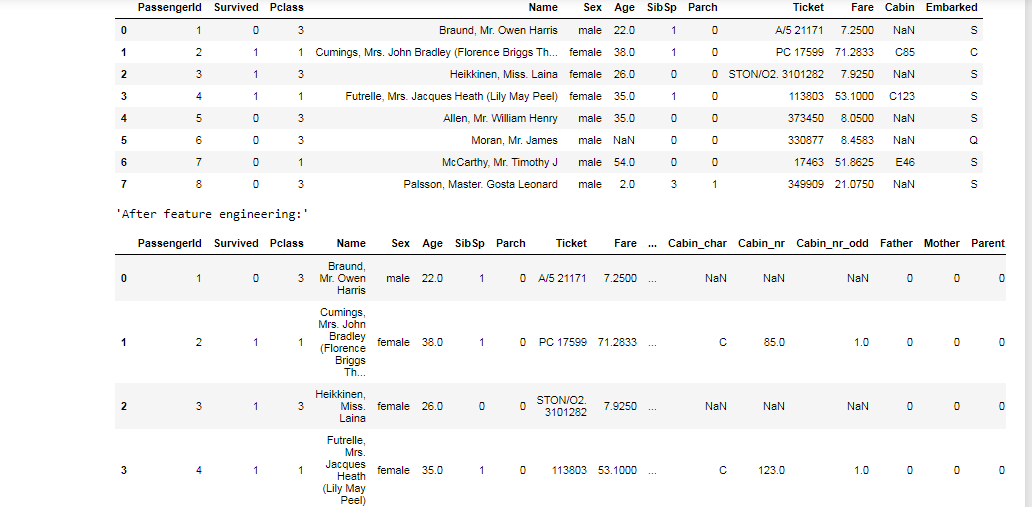 PassengerId Survived Pclass Name Sex Age SibSp Parch Ticket Fare Cabin Embarked
0 1 0 3 Braund, Mr. Owen Harris male 22.0 1 0 A/5 21171 7.2500 NaN S
1 2 1 1 Cumings, Mrs. John Bradley (Florence Briggs Th... female 38.0 1 0 PC 17599 71.2833 C85 C
2 3 1 3 Heikkinen, Miss. Laina female 26.0 0 0 STON/O2. 3101282 7.9250 NaN S
3 4 1 1 Futrelle, Mrs. Jacques Heath (Lily May Peel) female 35.0 1 0 113803 53.1000 C123 S
4 5 0 3 Allen, Mr. William Henry male 35.0 0 0 373450 8.0500 NaN S
5 6 0 3 Moran, Mr. James male NaN 0 0 330877 8.4583 NaN Q
6 7 0 1 McCarthy, Mr. Timothy J male 54.0 0 0 17463 51.8625 E46 S
7 8 0 3 Palsson, Master. Gosta Leonard male 2.0 3 1 349909 21.0750 NaN S
'After feature engineering:'
PassengerId Survived Pclass Name Sex Age SibSp Parch Ticket Fare ... Cabin_char Cabin_nr Cabin_nr_odd Father Mother Parent
Braund,
0 1 0 3 Mr. Owen male 22.0 1 0 A/5 21171 7.2500 ... NaN NaN NaN 0 0 0
Harris
Cumings,
Mrs. John
Bradley
1 2 1 1 (Florence female 38.0 1 0 PC 17599 71.2833 ... C 85.0 1.0 0 0 0
Briggs
Th...
Heikkinen,
2 3 1 3 Miss. female 26.0 0 0 STON/O2. 3101282 7.9250 ... NaN NaN NaN 0 0 0
Laina
Futrelle,
Mrs.
Jacques
3 4 1 1 Heath female 35.0 1 0 113803 53.1000 ... C 123.0 1.0 0 0 0
(Lily May
Peel)